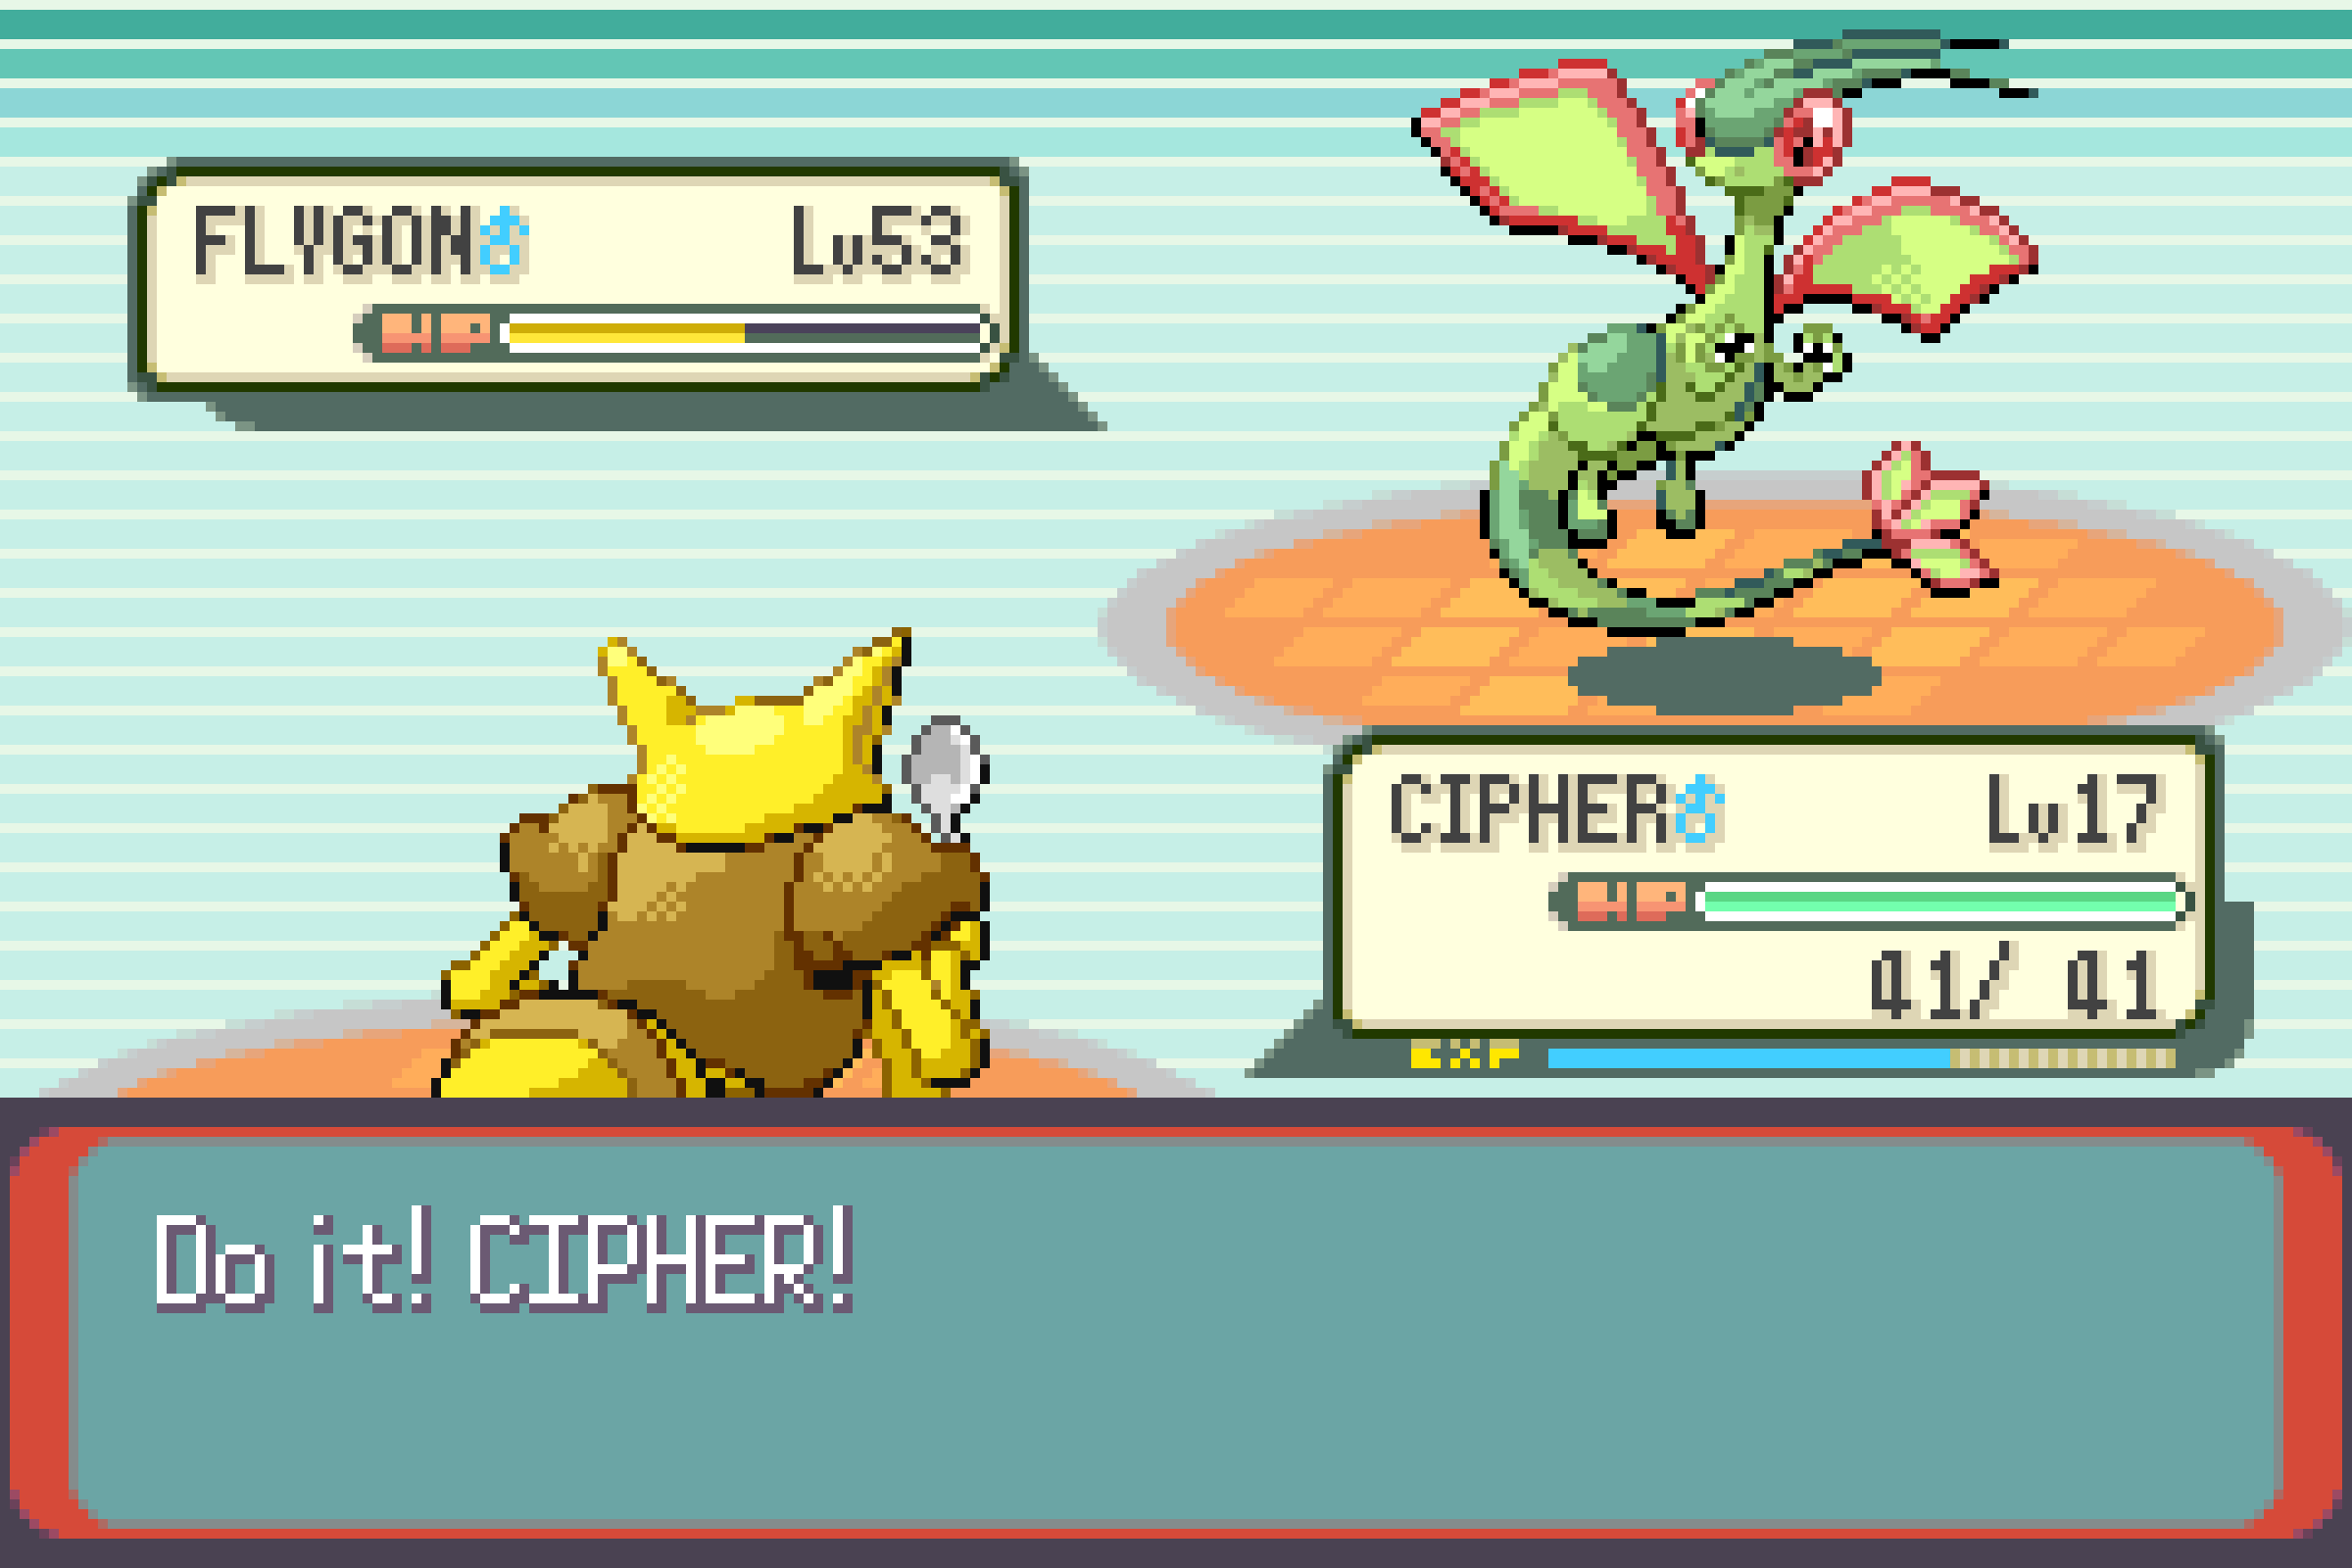 FLYGON♂ Lv53
HP
CIPHER♂ Lv17
HP
41/ 41
EXP
Do it! CIPHER!